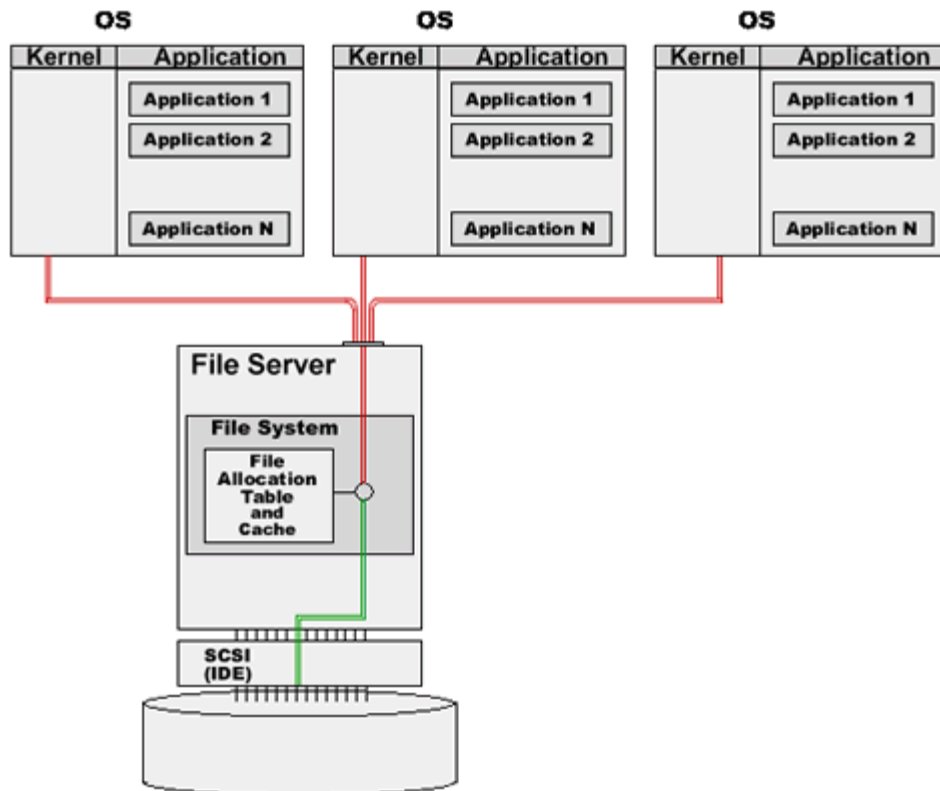 OS OS OS
Kernel Application Kernel Application Kernel Application
Application 1 Application 1 Application 1
Application 2 Application 2 Application 2
Application N Application N Application N
File Server
File System
File
Allocation
Table
and
Cache
SCSI
(IDE)